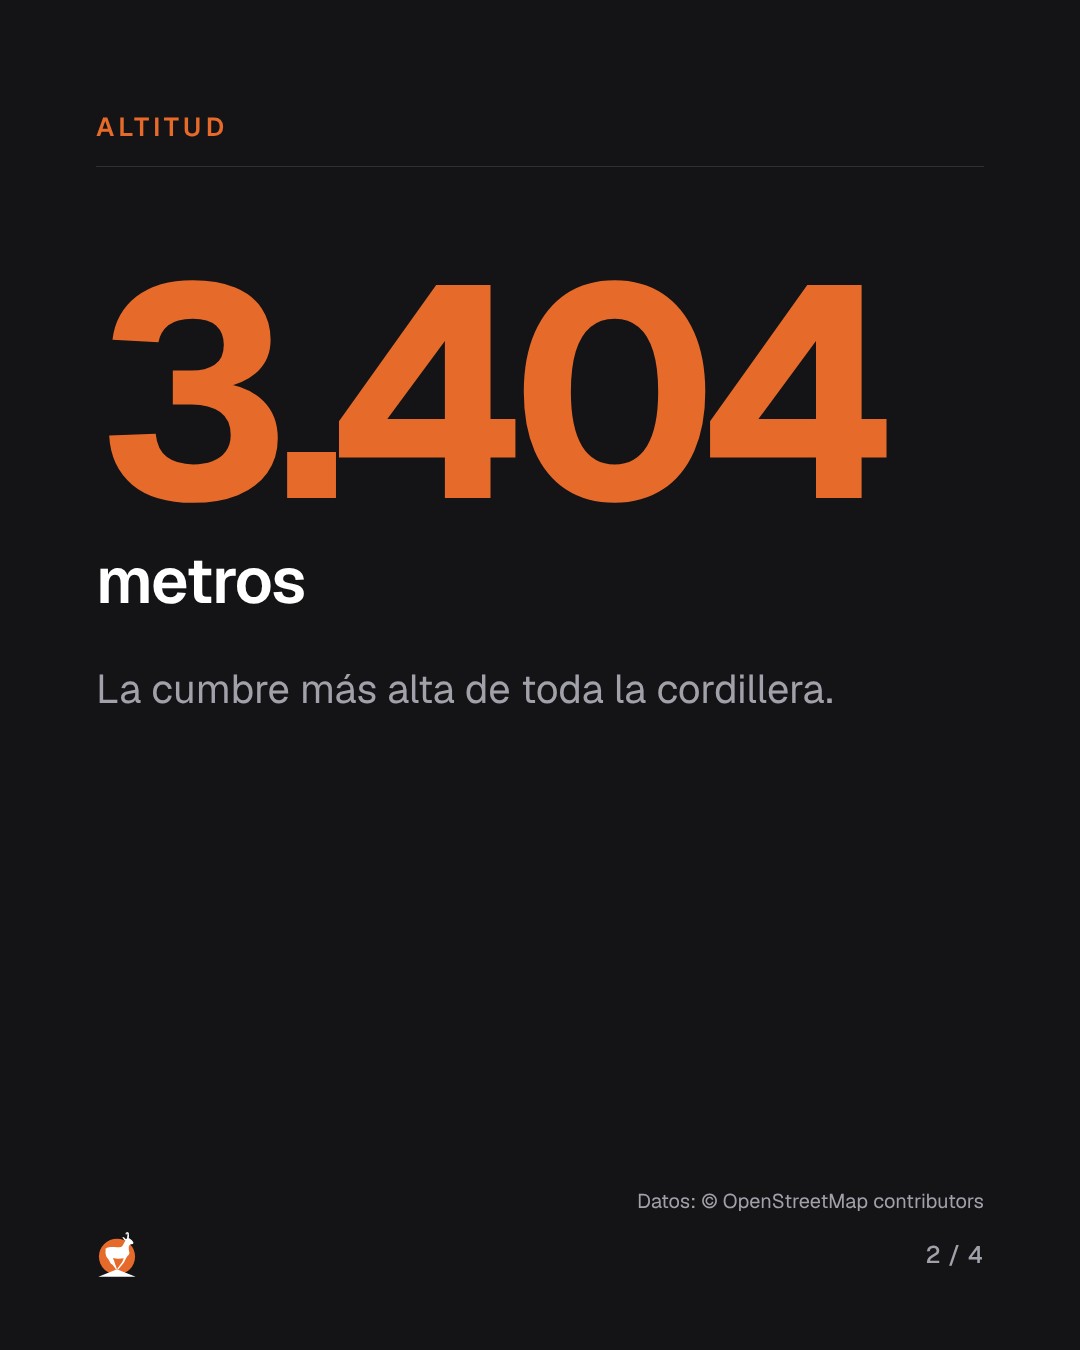 ALTITUD
3.404
metros
La cumbre más alta de toda la cordillera.
Datos: © OpenStreetMap contributors
2 / 4